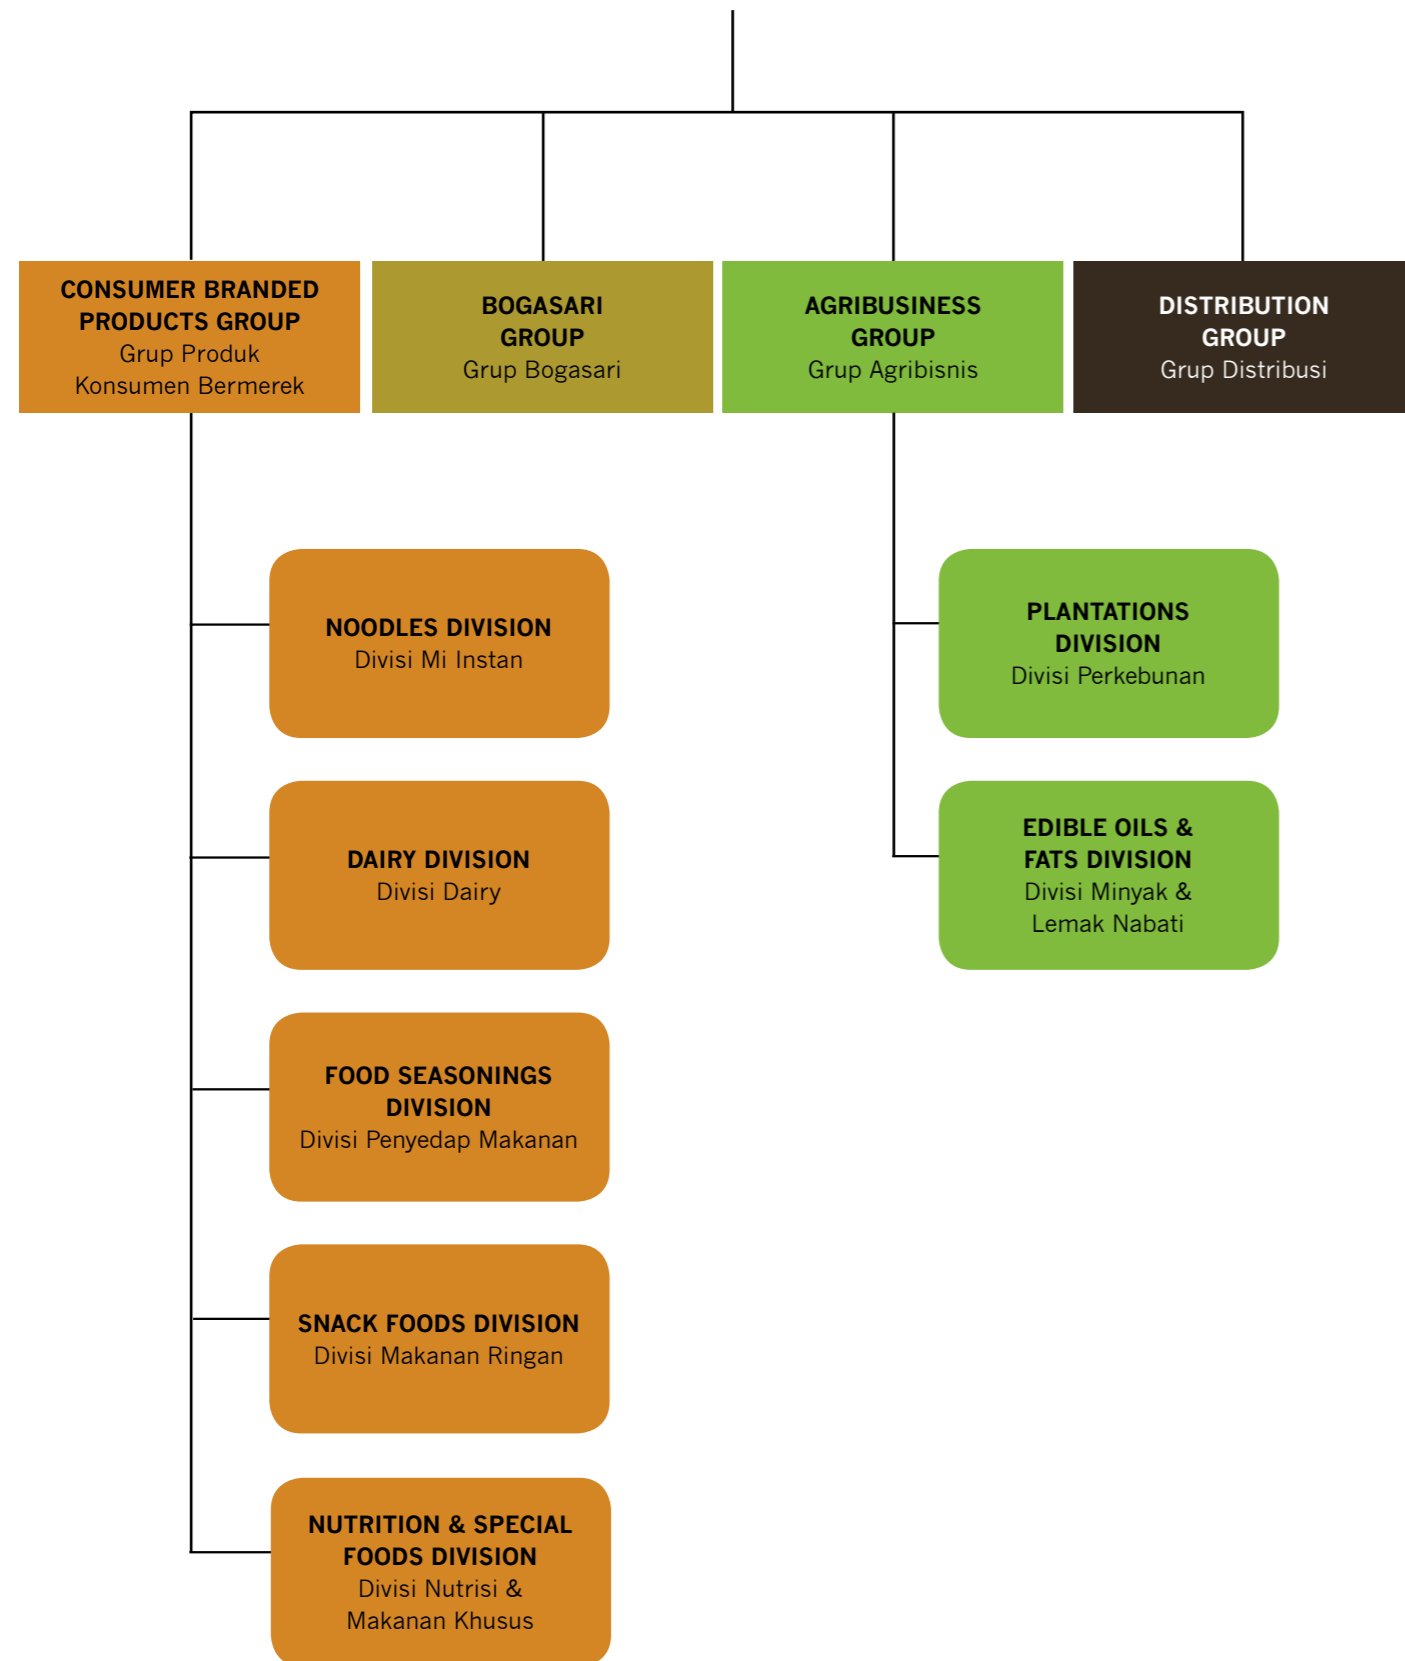 CONSUMER BRANDED
PRODUCTS GROUP
Grup Produk
Konsumen Bermerek
BOGASARI
GROUP
Grup Bogasari
AGRIBUSINESS
GROUP
Grup Agribisnis
DISTRIBUTION
GROUP
Grup Distribusi
NOODLES DIVISION
Divisi Mi Instan
DAIRY DIVISION
Divisi Dairy
FOOD SEASONINGS
DIVISION
Divisi Penyedap Makanan
SNACK FOODS DIVISION
Divisi Makanan Ringan
NUTRITION & SPECIAL
FOODS DIVISION
Divisi Nutrisi &
Makanan Khusus
PLANTATIONS
DIVISION
Divisi Perkebunan
EDIBLE OILS &
FATS DIVISION
Divisi Minyak &
Lemak Nabati